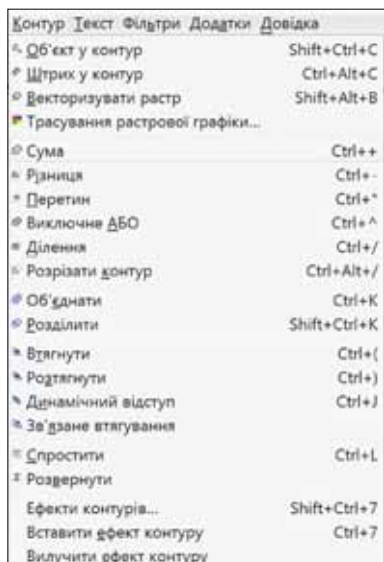 Контур Текст Фільтри Додатки Довідка
Об'єкт у контур Shift+Ctrl+C
Штрих у контур Ctrl+Alt+C
Векторизувати растр Shift+Alt+B
Трасування растрової графіки...
Сума Ctrl++
Різниця Ctrl+-
Перетин Ctrl+*
Виключне АБО Ctrl+^
Ділення Ctrl+/
Розрізати контур Ctrl+Alt+/
Об'єднати Ctrl+K
Розділити Shift+Ctrl+K
Втягнути Ctrl+(
Розтягнути Ctrl+)
Динамічний відступ Ctrl+J
Зв'язане втягування
Спростити Ctrl+L
Розвернути
Ефекти контурів... Shift+Ctrl+7
Вставити ефект контуру Ctrl+7
Вилучити ефект контуру